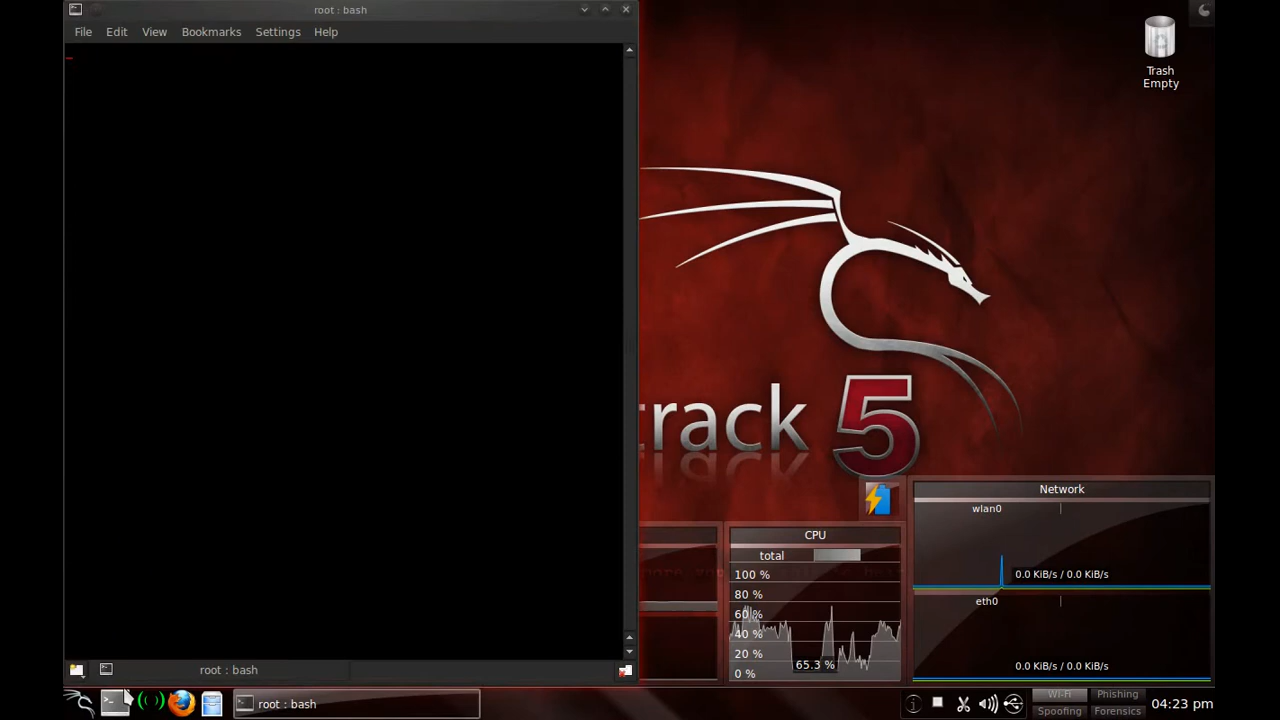 root : bash
File Edit View Bookmarks Settings Help
Trash
Empty
track 5
Network
wlan0
0.0 KiB/s / 0.0 KiB/s
eth0
0.0 KiB/s / 0.0 KiB/s
CPU
total
100 %
80 %
60 %
40 %
20 %
0 %
65.3 %
root : bash
root : bash
Wi-Fi Phishing
Spoofing Forensics
04:23 pm